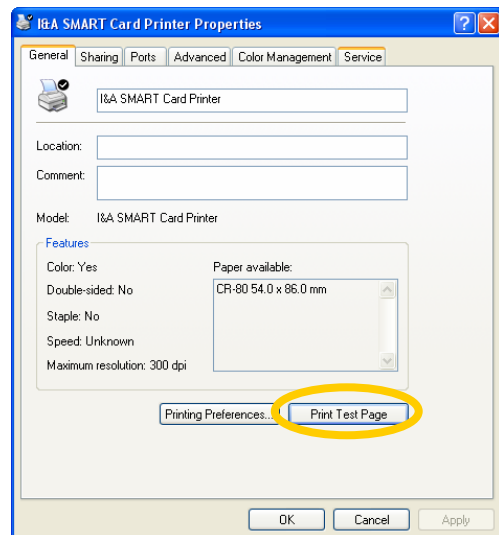 I&A SMART Card Printer Properties
General Sharing Ports Advanced Color Management Service
I&A SMART Card Printer
Location:
Comment:
Model: I&A SMART Card Printer
Features
Color: Yes
Paper available:
Double-sided: No
CR-80 54.0 x 86.0 mm
Staple: No
Speed: Unknown
Maximum resolution: 300 dpi
Printing Preferences... Print Test Page
OK Cancel Apply